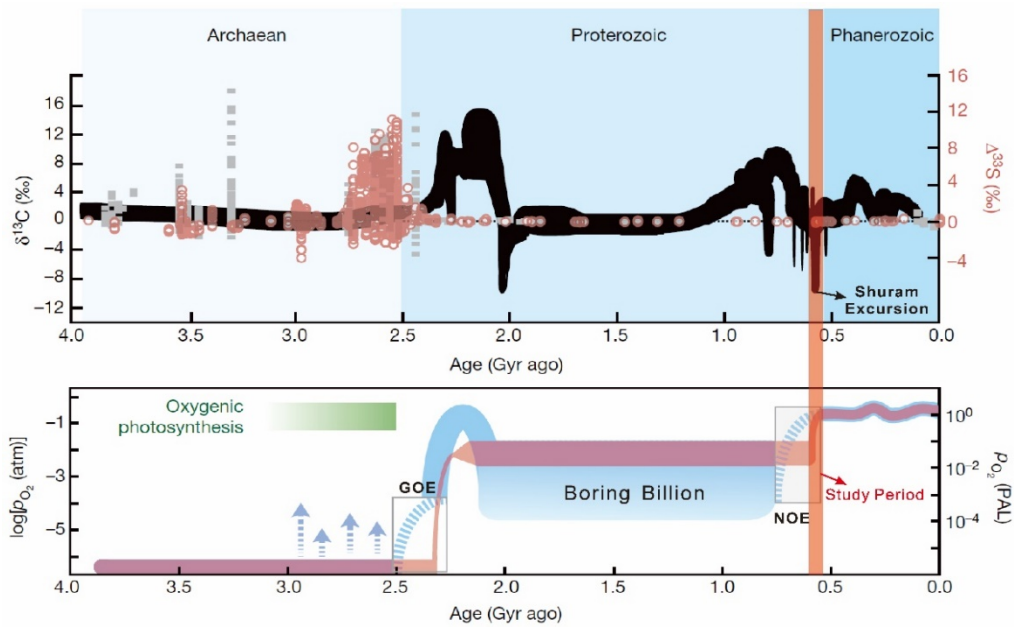 Archaean
Proterozoic
Phanerozoic
δ¹³C (‰)
16
12
8
4
0
−4
−8
−12
Δ³³S (‰)
16
12
8
4
0
−4
Shuram
Excursion
4.0
3.5
3.0
2.5
2.0
1.5
1.0
0.5
0.0
Age (Gyr ago)
Oxygenic
photosynthesis
log[pO₂ (atm)]
−1
−3
−5
GOE
Boring Billion
NOE
Study Period
10⁰
10⁻²
10⁻⁴
pO₂ (PAL)
4.0
3.5
3.0
2.5
2.0
1.5
1.0
0.5
0.0
Age (Gyr ago)